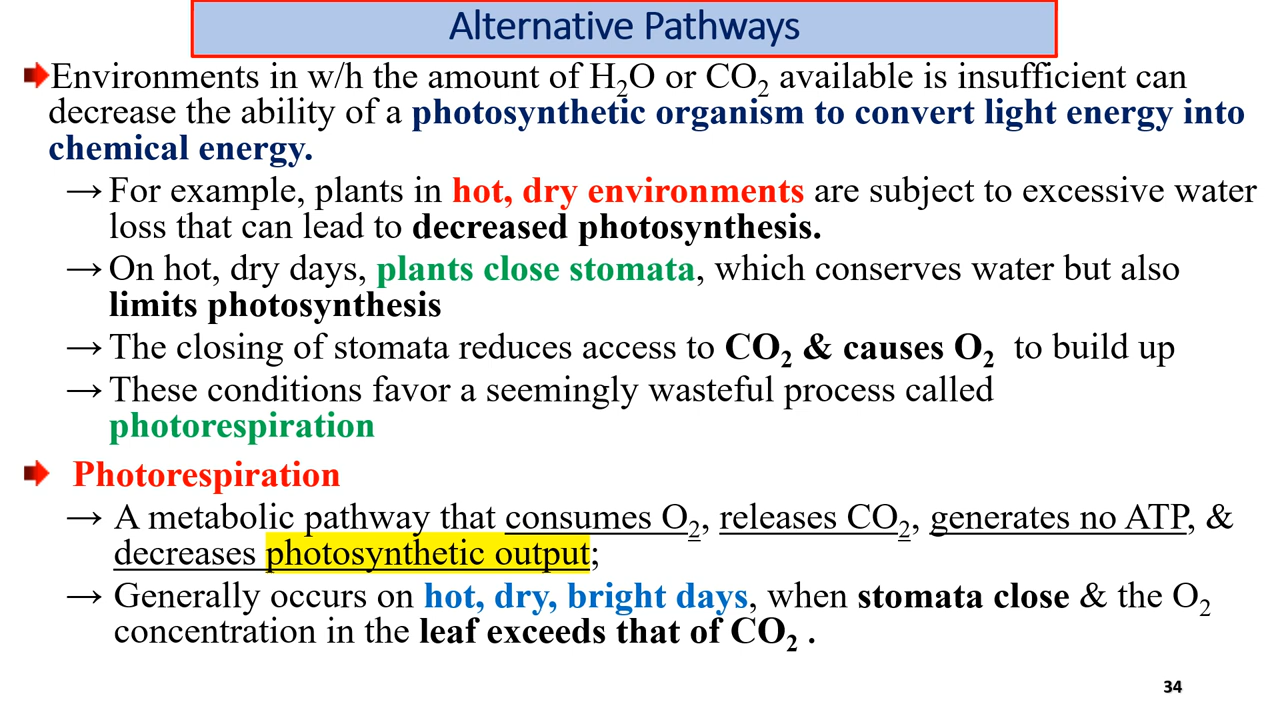 Alternative Pathways
Environments in w/h the amount of H₂O or CO₂ available is insufficient can
decrease the ability of a photosynthetic organism to convert light energy into
chemical energy.
→ For example, plants in hot, dry environments are subject to excessive water
loss that can lead to decreased photosynthesis.
→ On hot, dry days, plants close stomata, which conserves water but also
limits photosynthesis
→ The closing of stomata reduces access to CO₂ & causes O₂ to build up
→ These conditions favor a seemingly wasteful process called
photorespiration
Photorespiration
→ A metabolic pathway that consumes O₂, releases CO₂, generates no ATP, &
decreases photosynthetic output;
→ Generally occurs on hot, dry, bright days, when stomata close & the O₂
concentration in the leaf exceeds that of CO₂ .
34